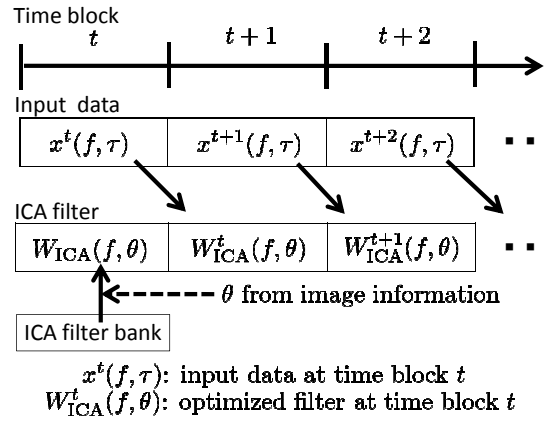 Time block
t t + 1 t + 2
Input data
x^t(f, τ) x^{t+1}(f, τ) x^{t+2}(f, τ) ▪ ▪
ICA filter
W_ICA(f, θ) W^t_ICA(f, θ) W^{t+1}_ICA(f, θ) ▪ ▪
θ from image information
ICA filter bank
x^t(f, τ): input data at time block t
W^t_ICA(f, θ): optimized filter at time block t